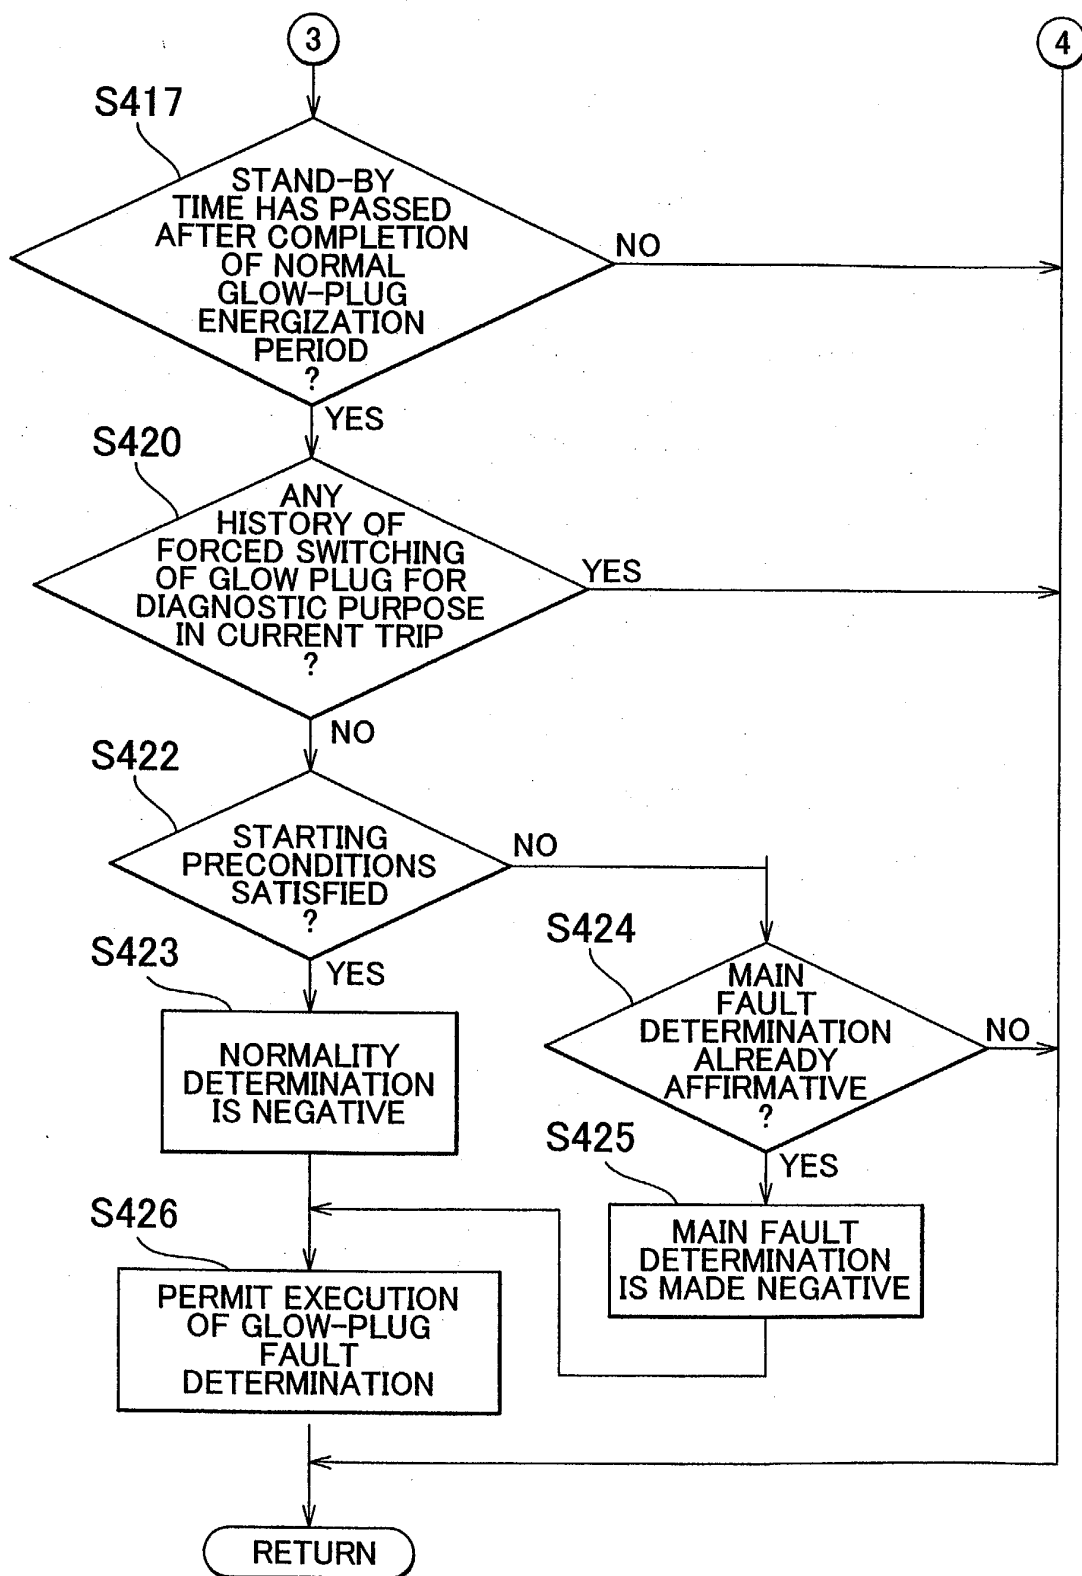 3
4
S417
STAND-BY
TIME HAS PASSED
AFTER COMPLETION
OF NORMAL
GLOW-PLUG
ENERGIZATION
PERIOD
?
NO
YES
S420
ANY
HISTORY OF
FORCED SWITCHING
OF GLOW PLUG FOR
DIAGNOSTIC PURPOSE
IN CURRENT TRIP
?
YES
NO
S422
STARTING
PRECONDITIONS
SATISFIED
?
NO
YES
S423
NORMALITY
DETERMINATION
IS NEGATIVE
S424
MAIN
FAULT
DETERMINATION
ALREADY
AFFIRMATIVE
?
NO
YES
S425
MAIN FAULT
DETERMINATION
IS MADE NEGATIVE
S426
PERMIT EXECUTION
OF GLOW-PLUG
FAULT
DETERMINATION
RETURN